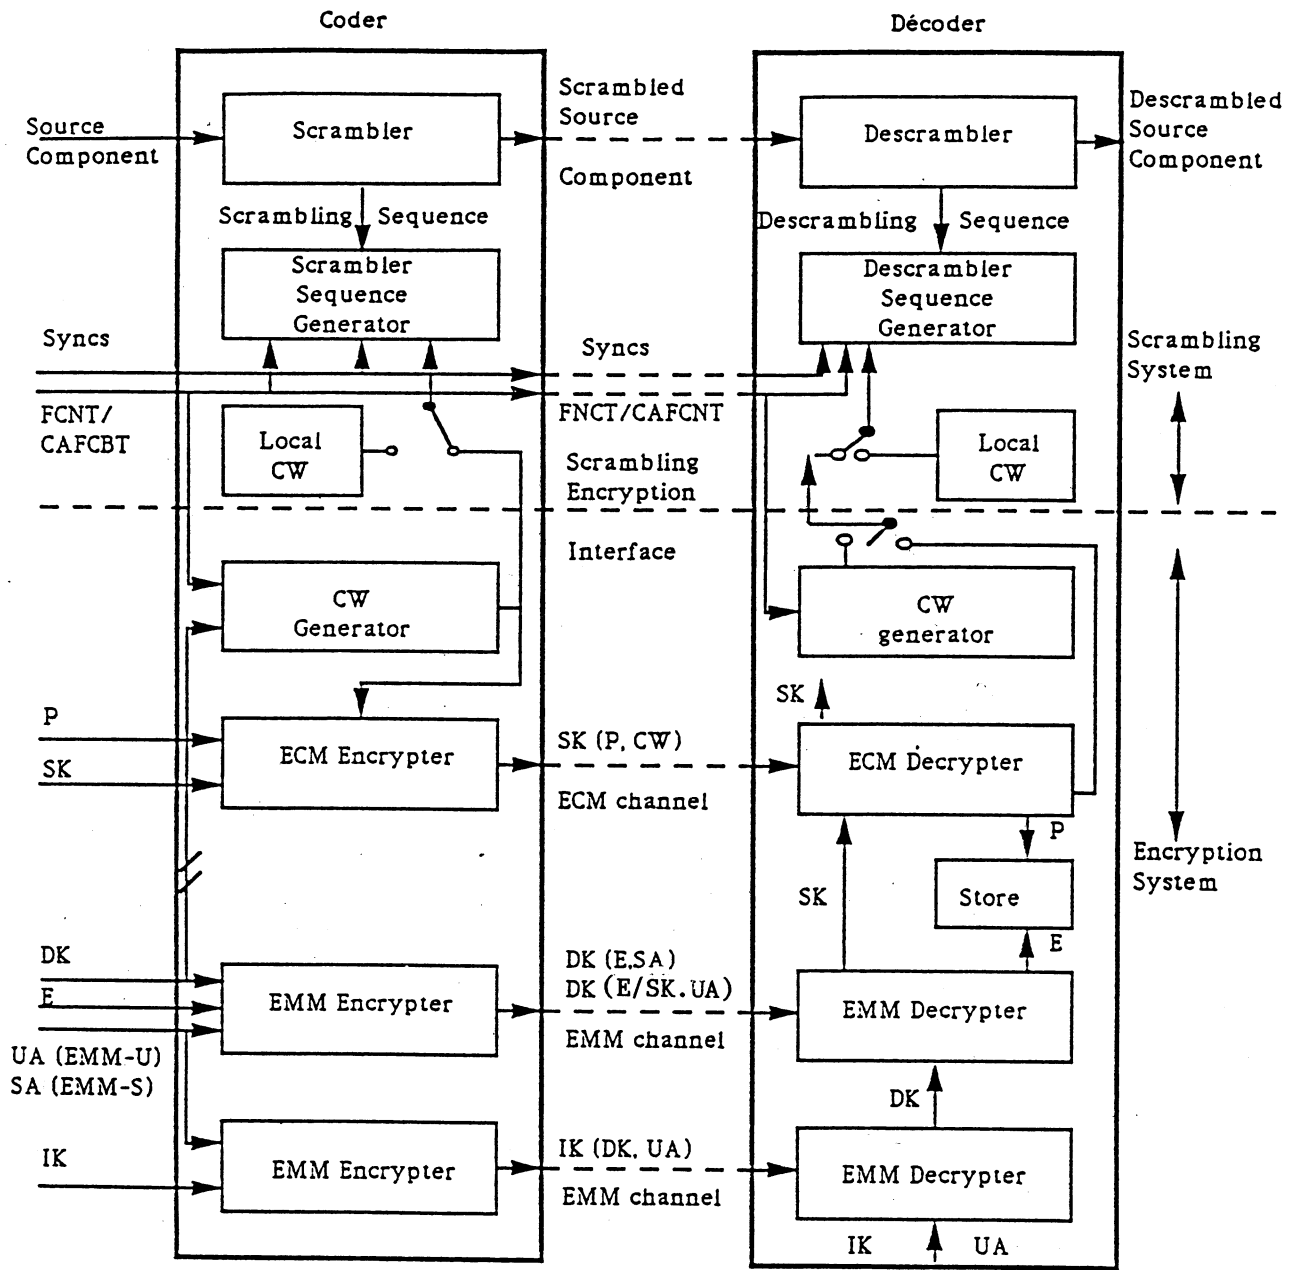 Coder
Décoder
Source
Component
Scrambler
Scrambled
Source
Component
Descrambler
Descrambled
Source
Component
Scrambling Sequence
Descrambling Sequence
Scrambler
Sequence
Generator
Descrambler
Sequence
Generator
Syncs
Syncs
Scrambling
System
FCNT/
CAFCBT
FNCT/CAFCNT
Local
CW
Local
CW
Scrambling
Encryption
Interface
CW
Generator
CW
generator
P
SK
ECM Encrypter
SK (P, CW)
ECM channel
SK
ECM Decrypter
P
Encryption
System
Store
SK
E
DK
E
UA (EMM-U)
SA (EMM-S)
EMM Encrypter
DK (E,SA)
DK (E/SK.UA)
EMM channel
EMM Decrypter
DK
IK
EMM Encrypter
IK (DK, UA)
EMM channel
EMM Decrypter
IK UA